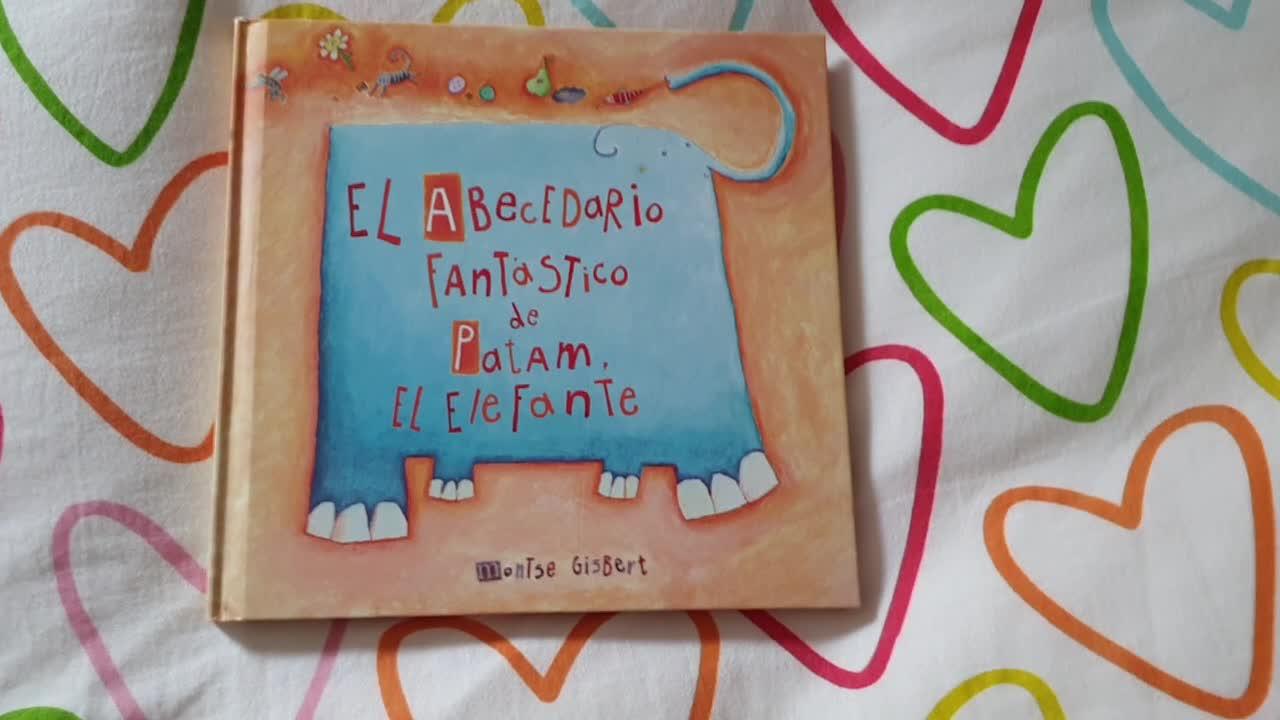 EL ABeCEDaRio
FANTáSTiCo
de
PatAM,
EL ElEFanTE
monTSe GiSBerT